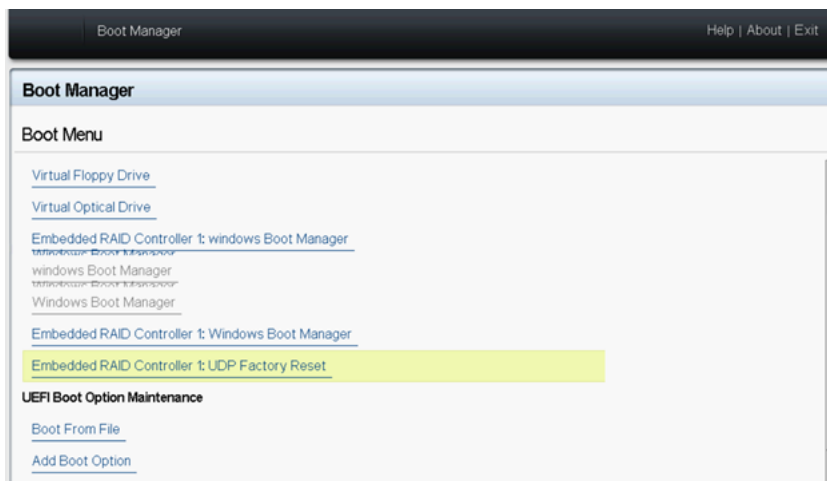 Boot Manager
Help | About | Exit
Boot Manager
Boot Menu
Virtual Floppy Drive
Virtual Optical Drive
Embedded RAID Controller 1: windows Boot Manager
windows Boot Manager
Windows Boot Manager
Embedded RAID Controller 1: Windows Boot Manager
Embedded RAID Controller 1: UDP Factory Reset
UEFI Boot Option Maintenance
Boot From File
Add Boot Option